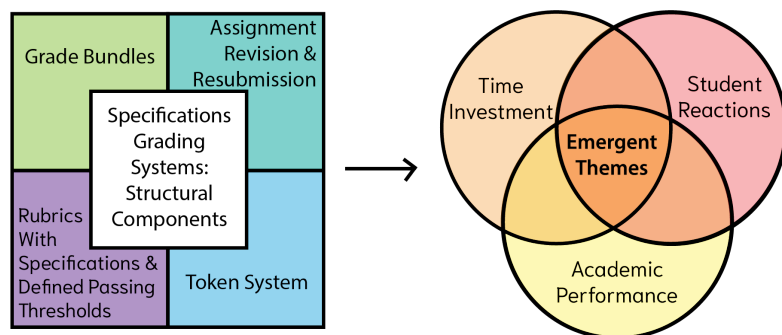 Grade Bundles
Assignment
Revision &
Resubmission
Specifications
Grading
Systems:
Structural
Components
Rubrics
With
Specifications &
Defined Passing
Thresholds
Token System
Time
Investment
Student
Reactions
Emergent
Themes
Academic
Performance